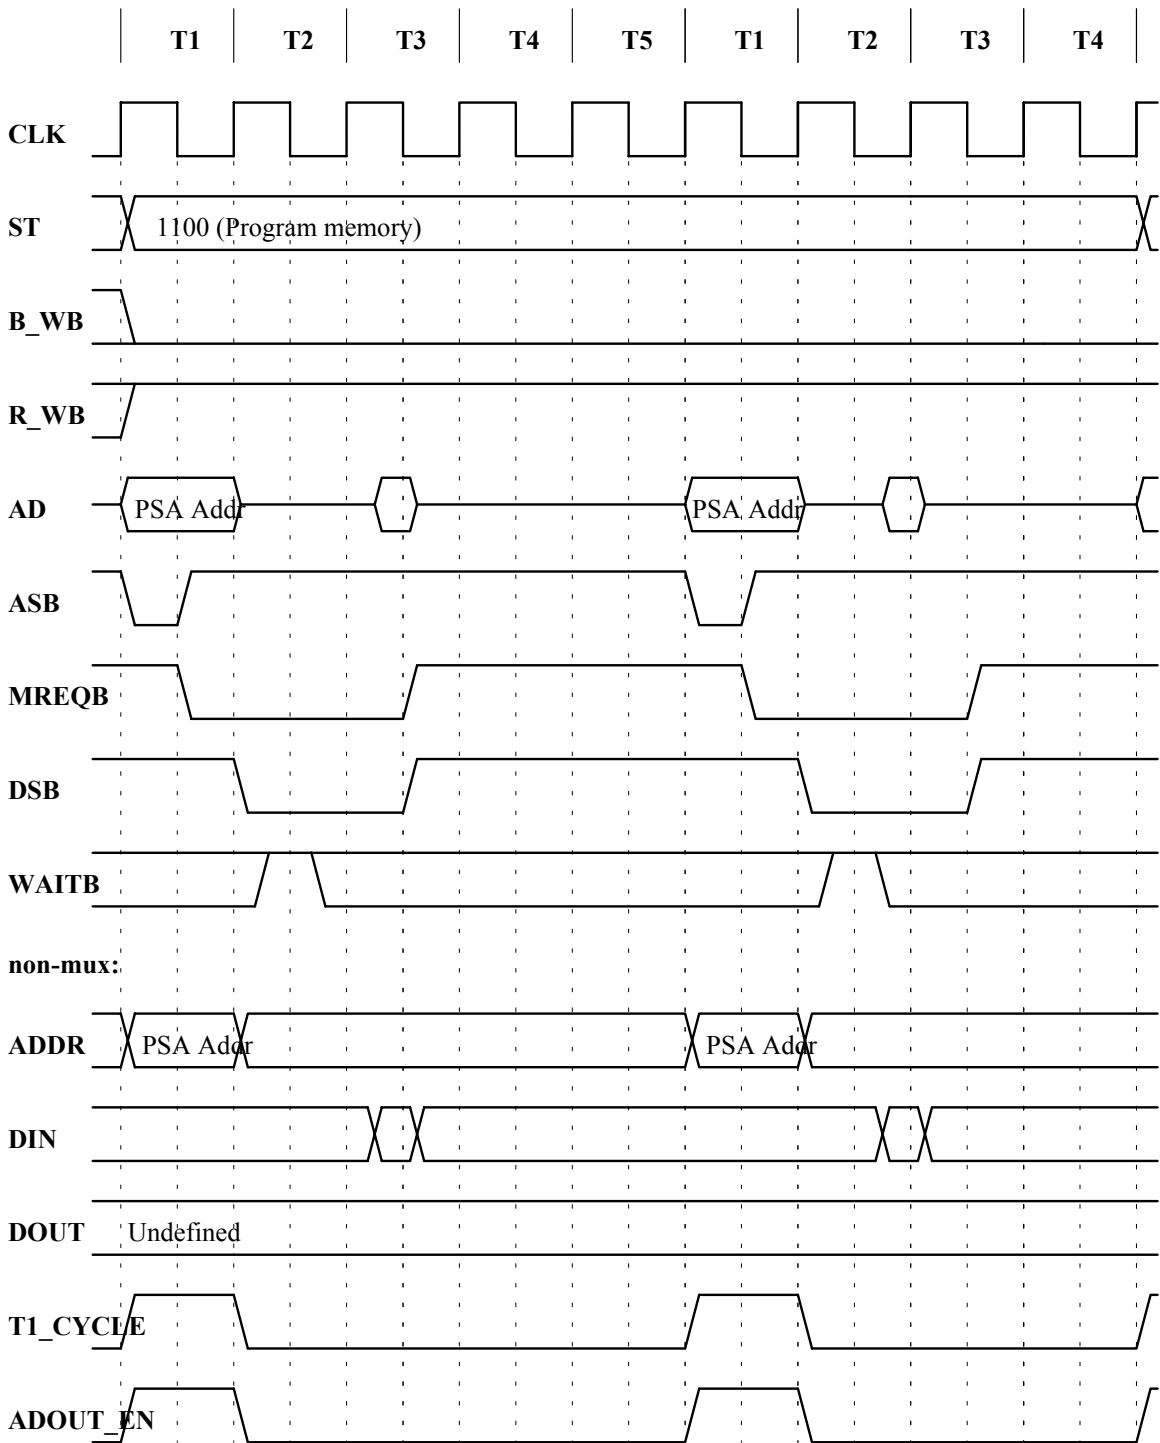 T1 T2 T3 T4 T5 T1 T2 T3 T4
CLK
ST 1100 (Program memory)
B_WB
R_WB
AD PSA Addr PSA Addr
ASB
MREQB
DSB
WAITB
non-mux:
ADDR PSA Addr PSA Addr
DIN
DOUT Undefined
T1_CYCLE
ADOUT_EN